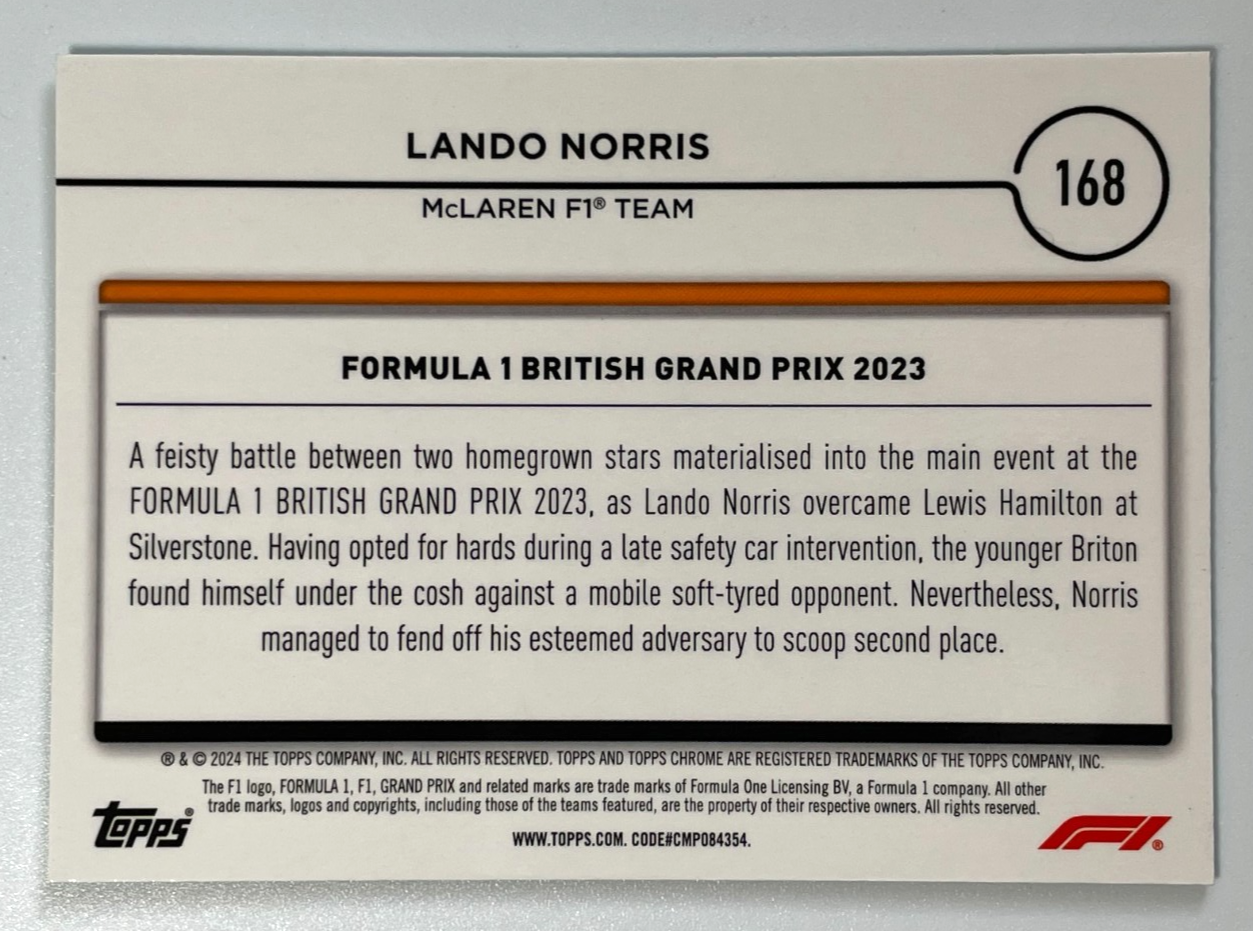 LANDO NORRIS
168
McLAREN F1® TEAM
FORMULA 1 BRITISH GRAND PRIX 2023
A feisty battle between two homegrown stars materialised into the main event at the
FORMULA 1 BRITISH GRAND PRIX 2023, as Lando Norris overcame Lewis Hamilton at
Silverstone. Having opted for hards during a late safety car intervention, the younger Briton
found himself under the cosh against a mobile soft-tyred opponent. Nevertheless, Norris
managed to fend off his esteemed adversary to scoop second place.
® & © 2024 THE TOPPS COMPANY, INC. ALL RIGHTS RESERVED. TOPPS AND TOPPS CHROME ARE REGISTERED TRADEMARKS OF THE TOPPS COMPANY, INC.
The F1 logo, FORMULA 1, F1, GRAND PRIX and related marks are trade marks of Formula One Licensing BV, a Formula 1 company. All other
trade marks, logos and copyrights, including those of the teams featured, are the property of their respective owners. All rights reserved.
topps®
WWW.TOPPS.COM. CODE#CMP084354.
F1®